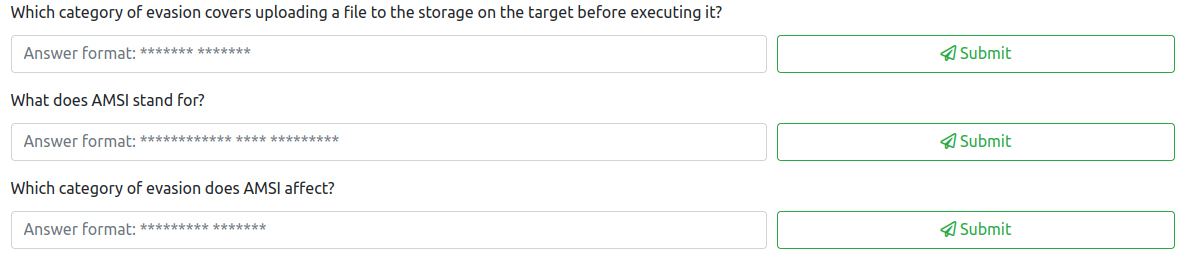 Which category of evasion covers uploading a file to the storage on the target before executing it?
Answer format: ******* *******
Submit
What does AMSI stand for?
Answer format: ************ **** *********
Submit
Which category of evasion does AMSI affect?
Answer format: ********* *******
Submit